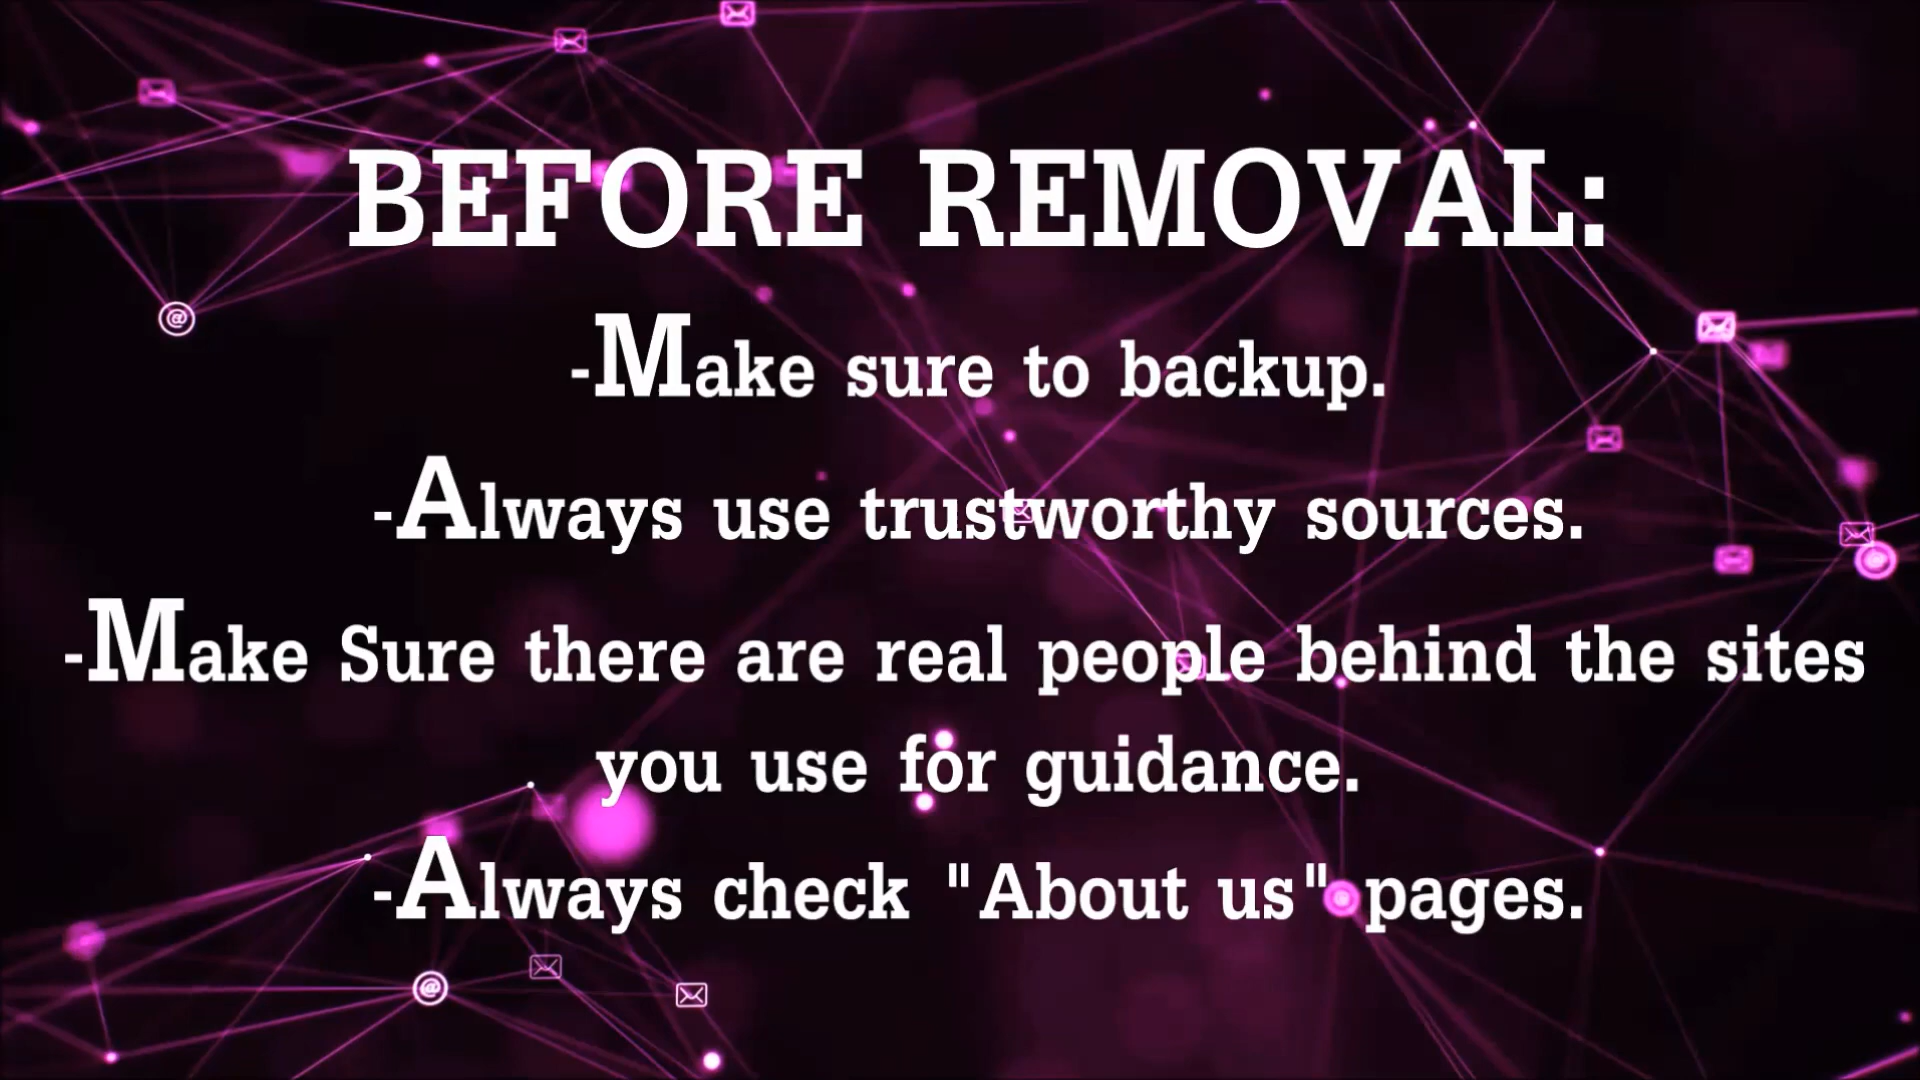 BEFORE REMOVAL:
-Make sure to backup.
-Always use trustworthy sources.
-Make Sure there are real people behind the sites
you use for guidance.
-Always check "About us" pages.